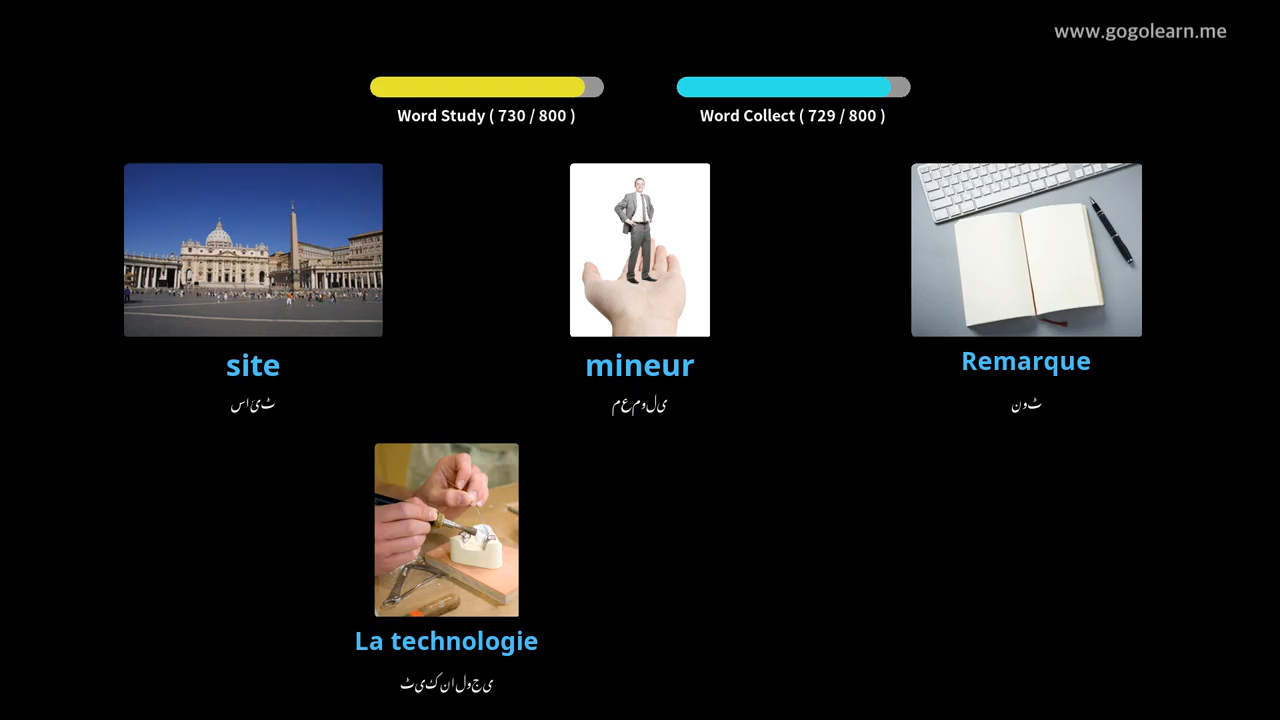 www.gogolearn.me
Word Study ( 730 / 800 )
Word Collect ( 729 / 800 )
site
سائٹ
mineur
معمولی
Remarque
نوٹ
La technologie
ٹیکنالوجی